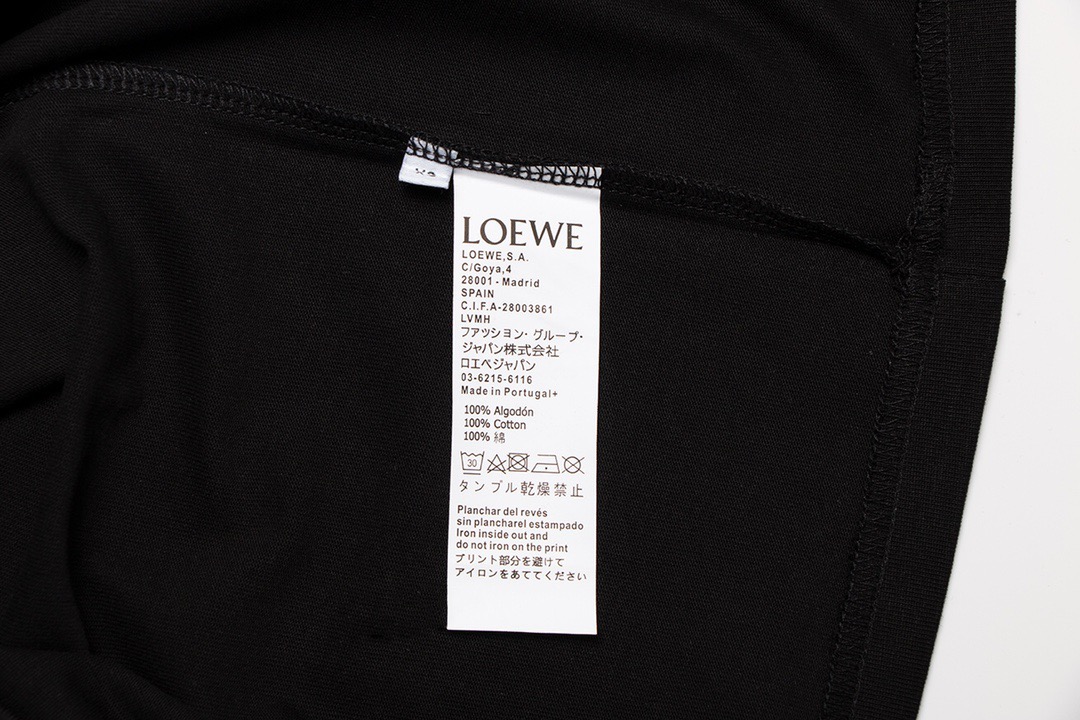 XS
LOEWE
LOEWE,S.A.
C/Goya,4
28001 - Madrid
SPAIN
C.I.F.A-28003861
LVMH
ファッション・グループ・
ジャパン株式会社
ロエベジャパン
03-6215-6116
Made in Portugal+
100% Algodón
100% Cotton
100% 綿
30
タンブル乾燥禁止
Planchar del revés
sin plancharel estampado
Iron inside out and
do not iron on the print
プリント部分を避けて
アイロンをあててください